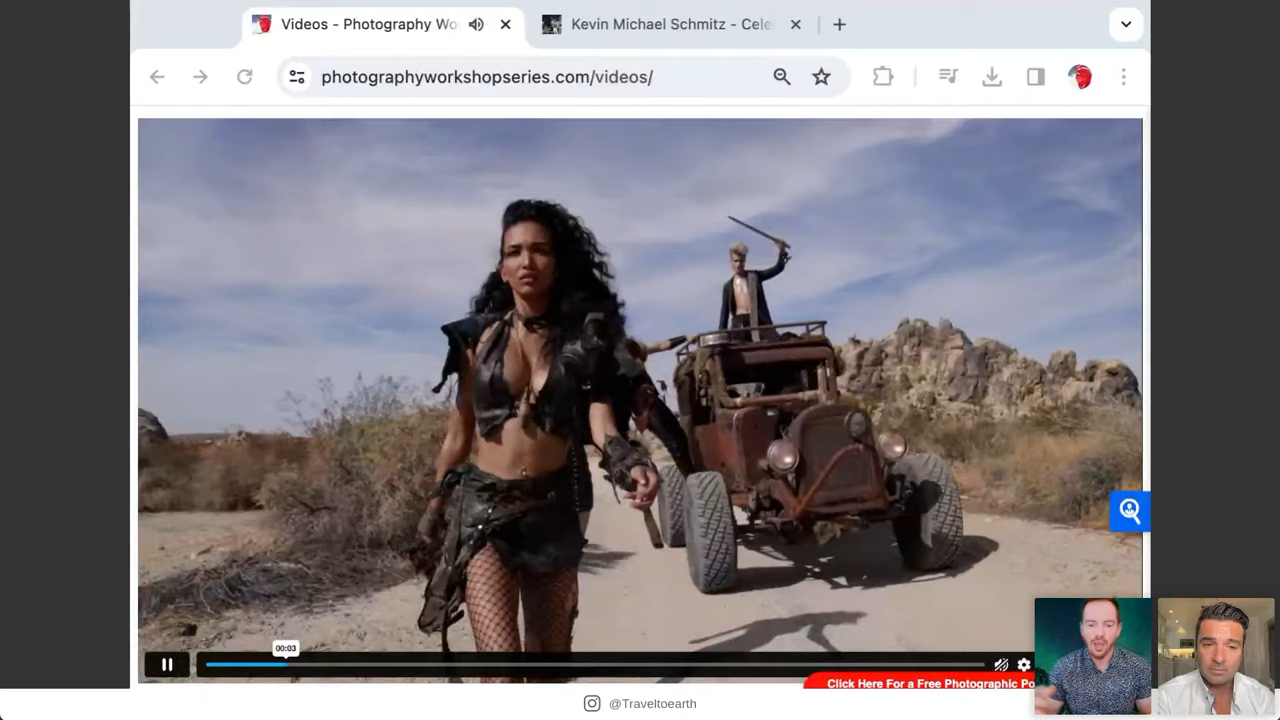 Videos - Photography Wo
Kevin Michael Schmitz - Cele
photographyworkshopseries.com/videos/
00:03
Click Here For a Free Photographic Po
@Traveltoearth